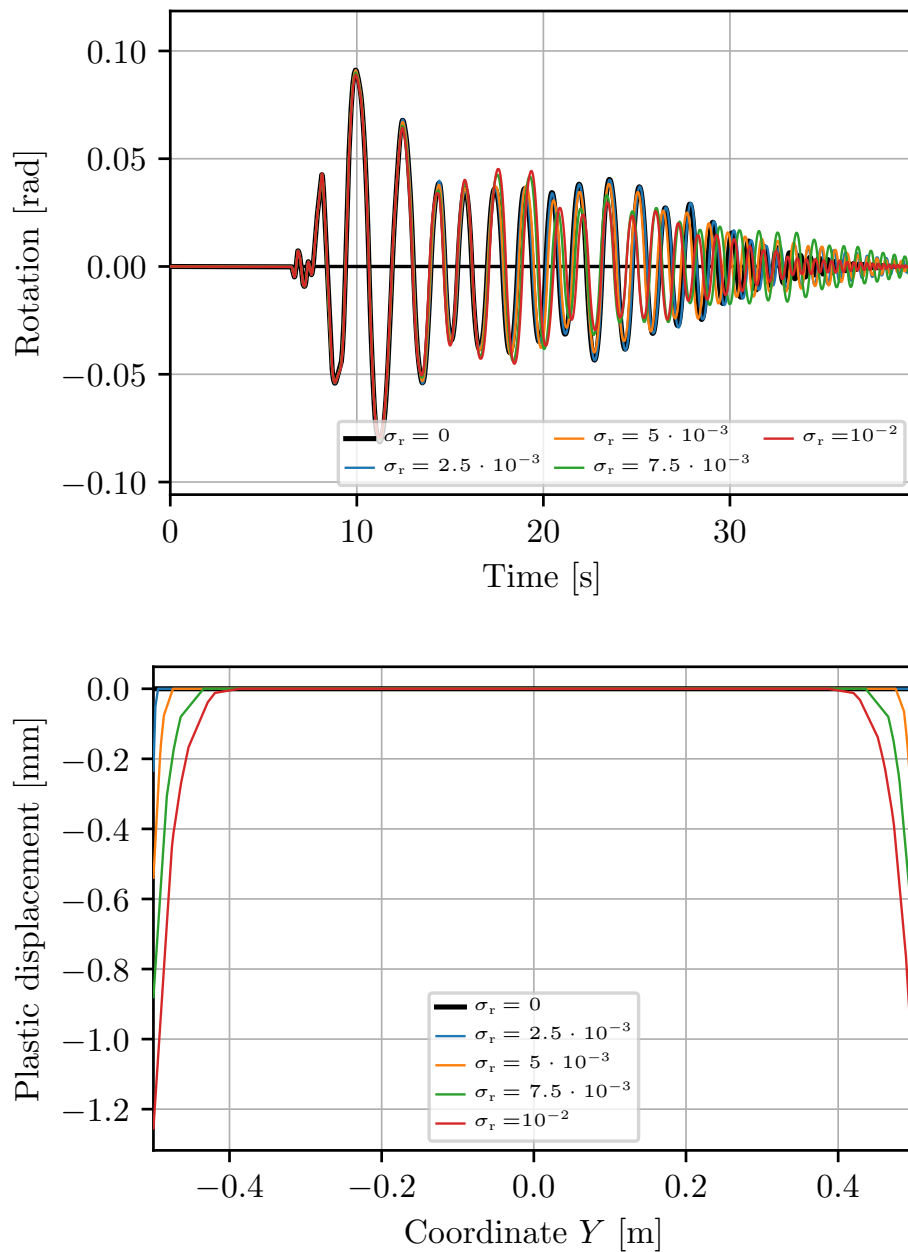 0.10
0.05
0.00
−0.05
−0.10
Rotation [rad]
σr = 0
σr = 2.5 · 10−3
σr = 5 · 10−3
σr = 7.5 · 10−3
σr =10−2
0 10 20 30
Time [s]
0.0
−0.2
−0.4
−0.6
−0.8
−1.0
−1.2
Plastic displacement [mm]
σr = 0
σr = 2.5 · 10−3
σr = 5 · 10−3
σr = 7.5 · 10−3
σr =10−2
−0.4 −0.2 0.0 0.2 0.4
Coordinate Y [m]